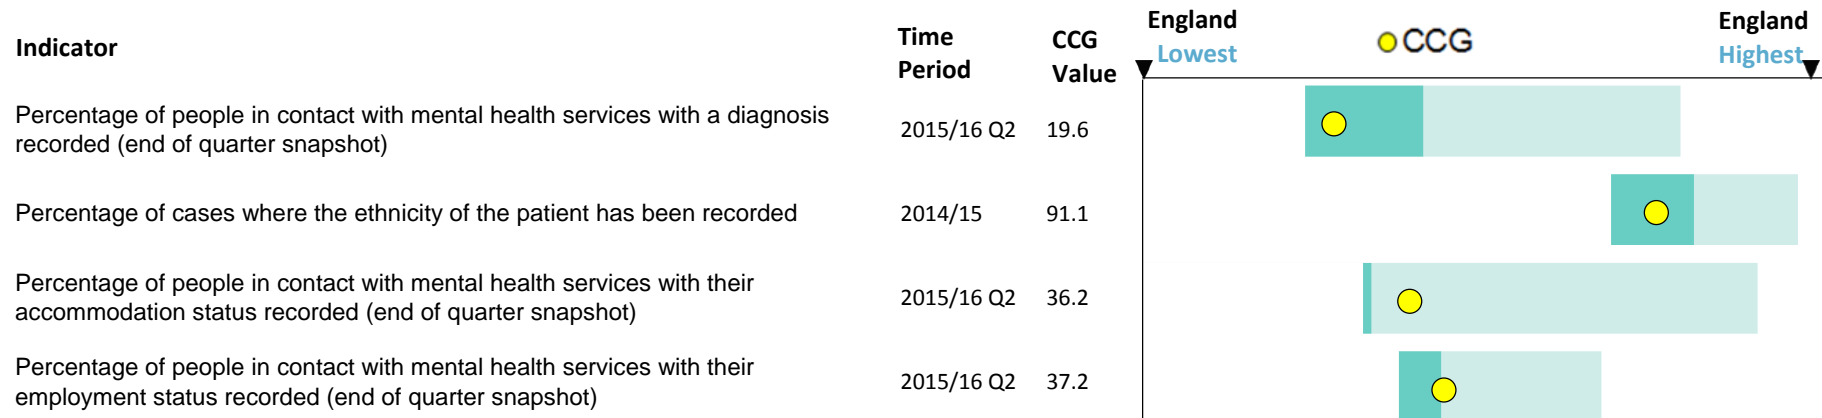 Indicator
Time
Period
CCG
Value
England
Lowest
CCG
England
Highest
Percentage of people in contact with mental health services with a diagnosis
recorded (end of quarter snapshot)
2015/16 Q2
19.6
Percentage of cases where the ethnicity of the patient has been recorded
2014/15
91.1
Percentage of people in contact with mental health services with their
accommodation status recorded (end of quarter snapshot)
2015/16 Q2
36.2
Percentage of people in contact with mental health services with their
employment status recorded (end of quarter snapshot)
2015/16 Q2
37.2